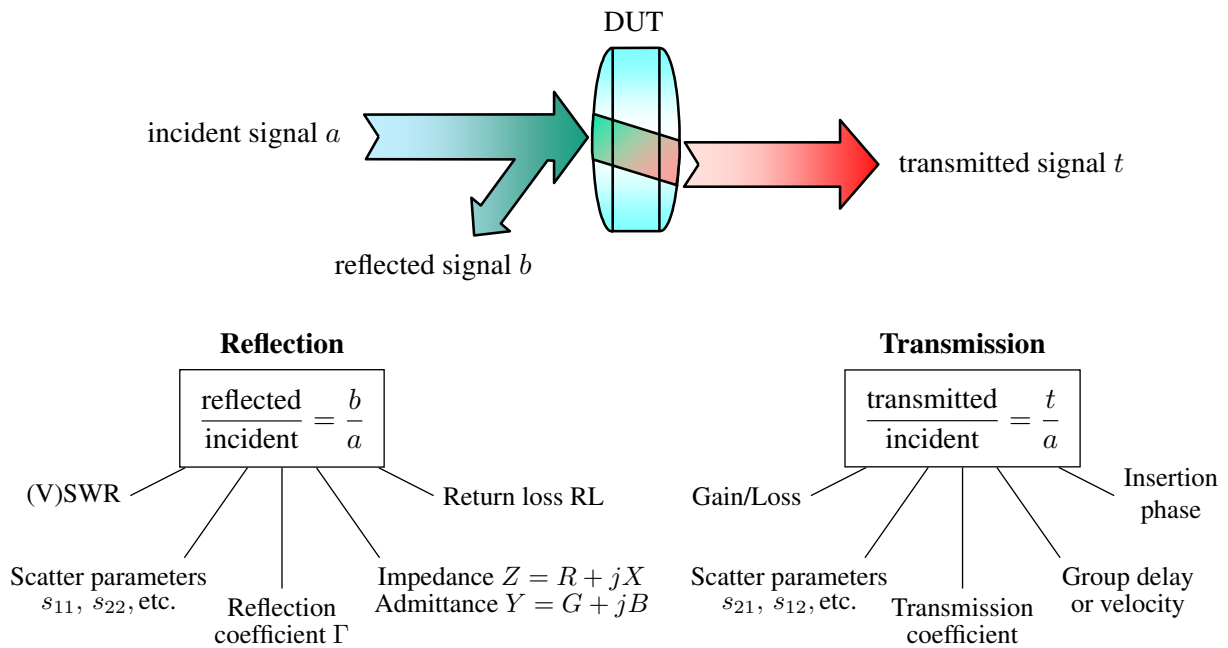 DUT
incident signal a
transmitted signal t
reflected signal b
Reflection
reflected / incident = b / a
(V)SWR
Return loss RL
Scatter parameters
s₁₁, s₂₂, etc.
Reflection
coefficient Γ
Impedance Z = R + jX
Admittance Y = G + jB
Transmission
transmitted / incident = t / a
Gain/Loss
Insertion
phase
Scatter parameters
s₂₁, s₁₂, etc.
Transmission
coefficient
Group delay
or velocity